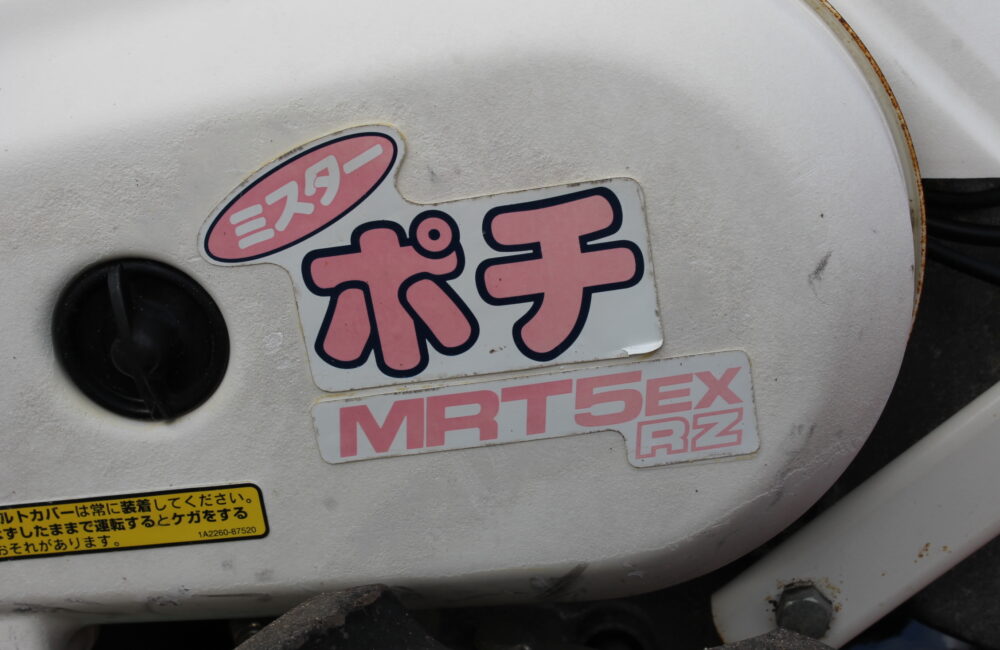 ミスター
ポチ
MRT5EX
RZ
ルトカバーは常に装着してください。
ずしたままで運転するとケガをする
おそれがあります。
1A2260-87520